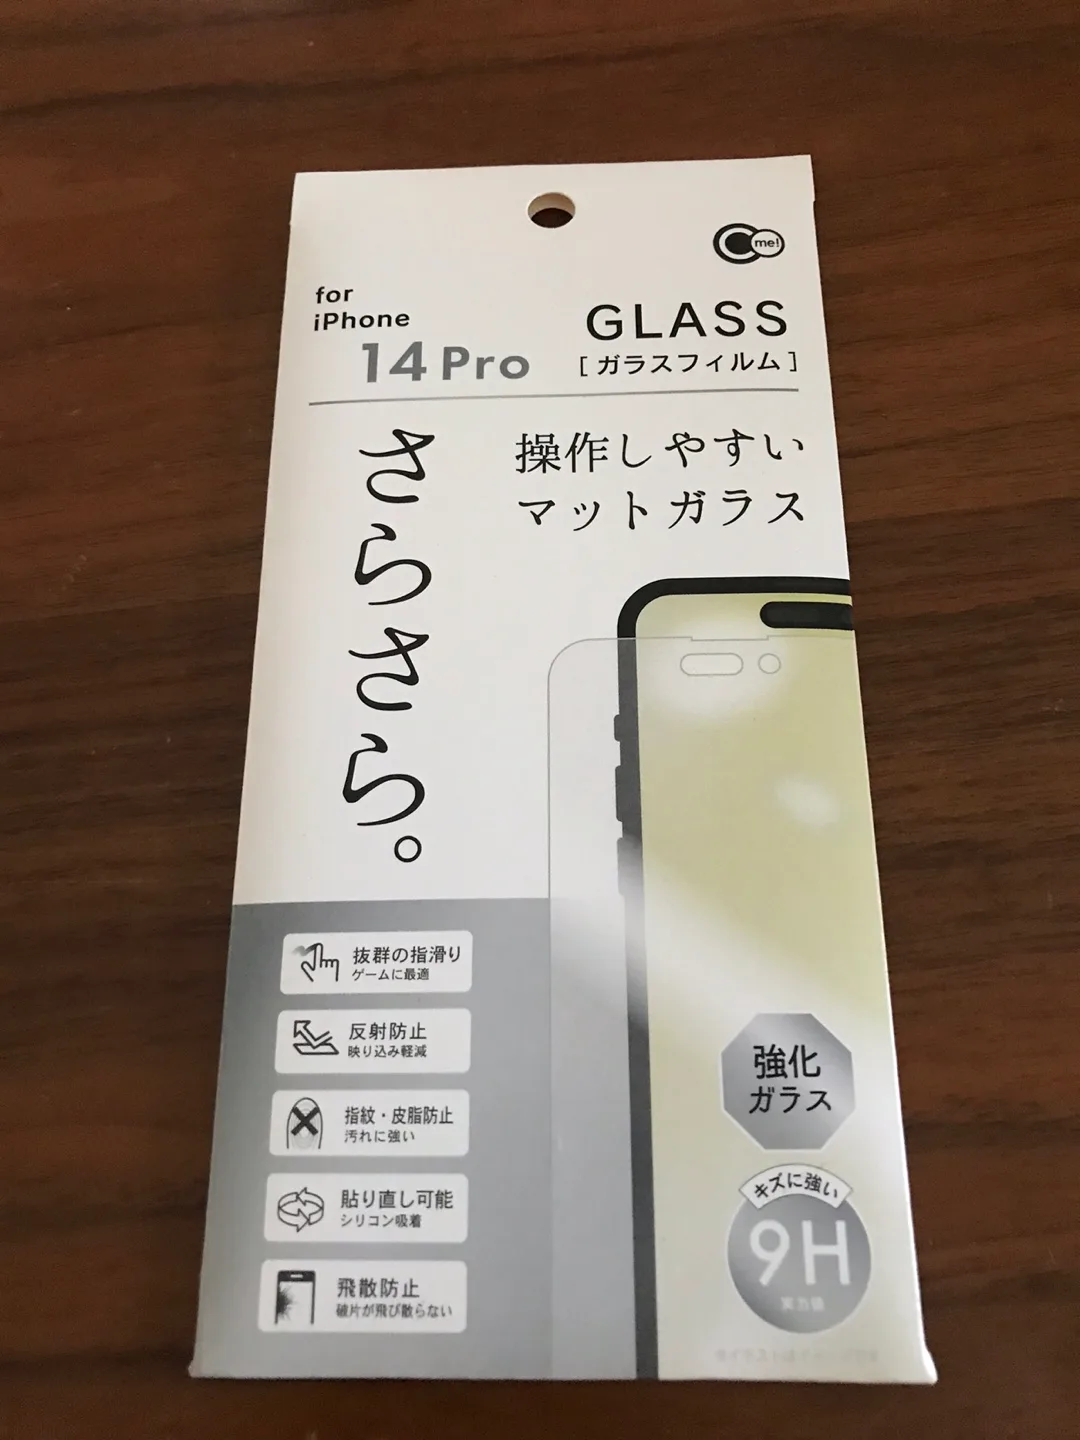 me!
for
iPhone
14 Pro
GLASS
[ガラスフィルム]
操作しやすい
マットガラス
さらさら。
抜群の指滑り
ゲームに最適
反射防止
映り込み軽減
指紋・皮脂防止
汚れに強い
貼り直し可能
シリコン吸着
飛散防止
破片が飛び散らない
強化
ガラス
キズに強い
9H
実力値